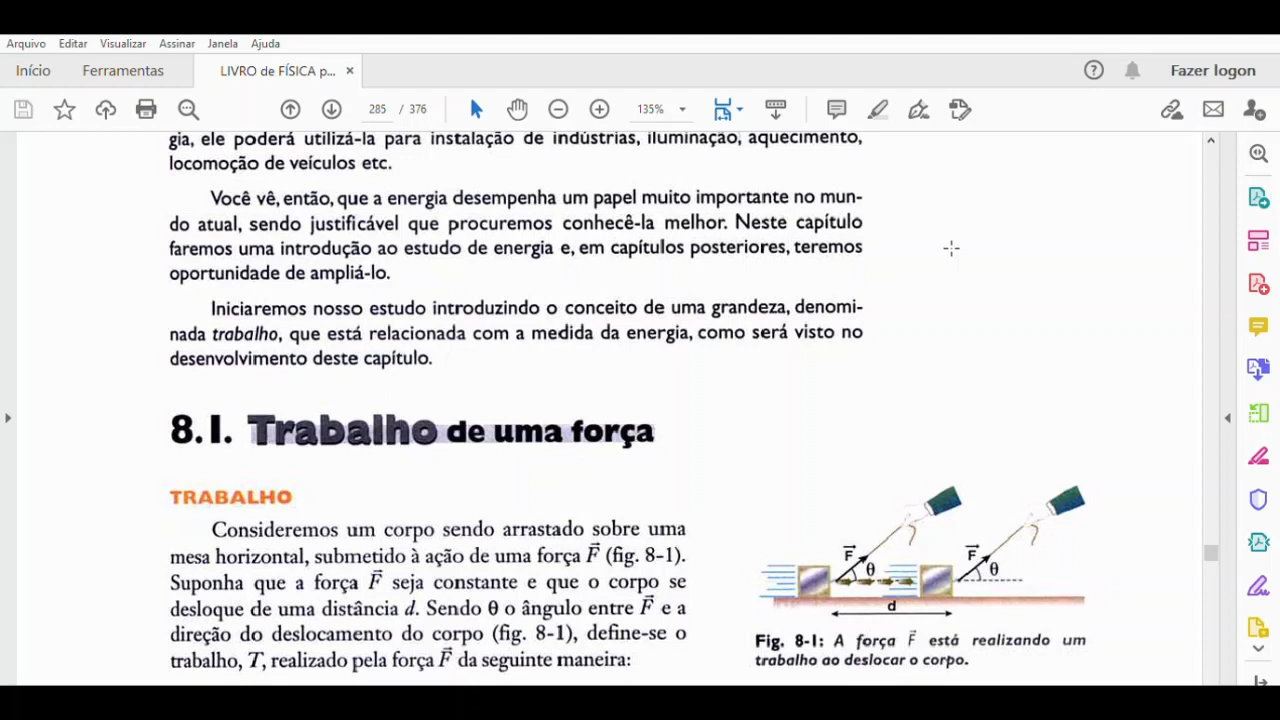 Arquivo Editar Visualizar Assinar Janela Ajuda
Início Ferramentas LIVRO de FÍSICA p... × Fazer logon
285 / 376 135%
gia, ele poderá utilizá-la para instalação de indústrias, iluminação, aquecimento,
locomoção de veículos etc.
Você vê, então, que a energia desempenha um papel muito importante no mun-
do atual, sendo justificável que procuremos conhecê-la melhor. Neste capítulo
faremos uma introdução ao estudo de energia e, em capítulos posteriores, teremos
oportunidade de ampliá-lo.
Iniciaremos nosso estudo introduzindo o conceito de uma grandeza, denomi-
nada trabalho, que está relacionada com a medida da energia, como será visto no
desenvolvimento deste capítulo.
8.1. Trabalho de uma força
TRABALHO
Consideremos um corpo sendo arrastado sobre uma
mesa horizontal, submetido à ação de uma força F⃗ (fig. 8-1).
Suponha que a força F⃗ seja constante e que o corpo se
desloque de uma distância d. Sendo θ o ângulo entre F⃗ e a
direção do deslocamento do corpo (fig. 8-1), define-se o
trabalho, T, realizado pela força F⃗ da seguinte maneira:
F⃗ θ F⃗ θ
d
Fig. 8-1: A força F⃗ está realizando um
trabalho ao deslocar o corpo.